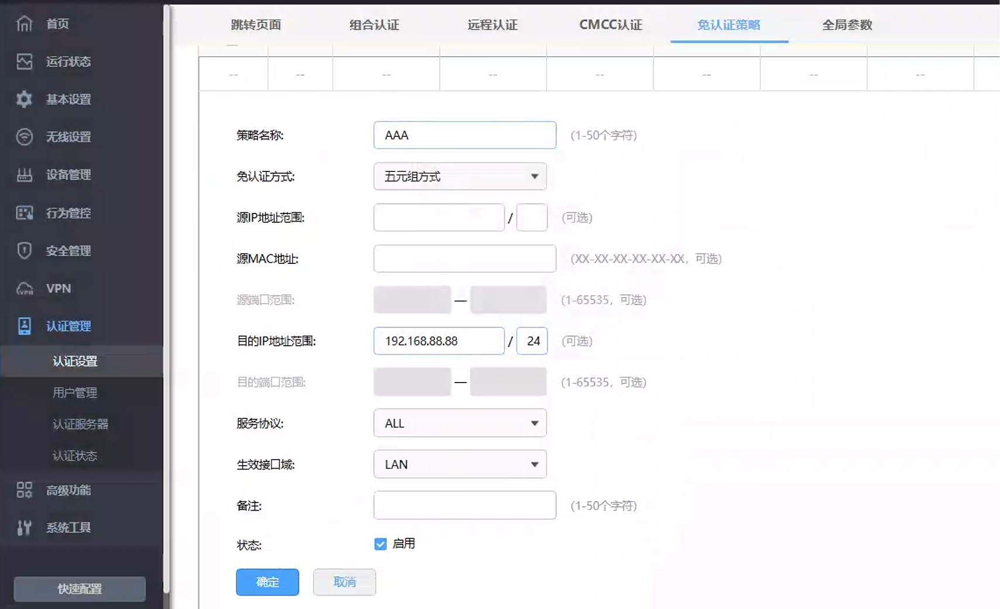 首页
运行状态
基本设置
无线设置
设备管理
行为管控
安全管理
VPN
认证管理
认证设置
用户管理
认证服务器
认证状态
高级功能
系统工具
快速配置
跳转页面 组合认证 远程认证 CMCC认证 免认证策略 全局参数
-- -- -- -- -- -- -- --
策略名称: AAA (1-50个字符)
免认证方式: 五元组方式
源IP地址范围: / (可选)
源MAC地址: (XX-XX-XX-XX-XX-XX, 可选)
源端口范围: — (1-65535, 可选)
目的IP地址范围: 192.168.88.88 / 24 (可选)
目的端口范围: — (1-65535, 可选)
服务协议: ALL
生效接口域: LAN
备注: (1-50个字符)
状态: 启用
确定 取消